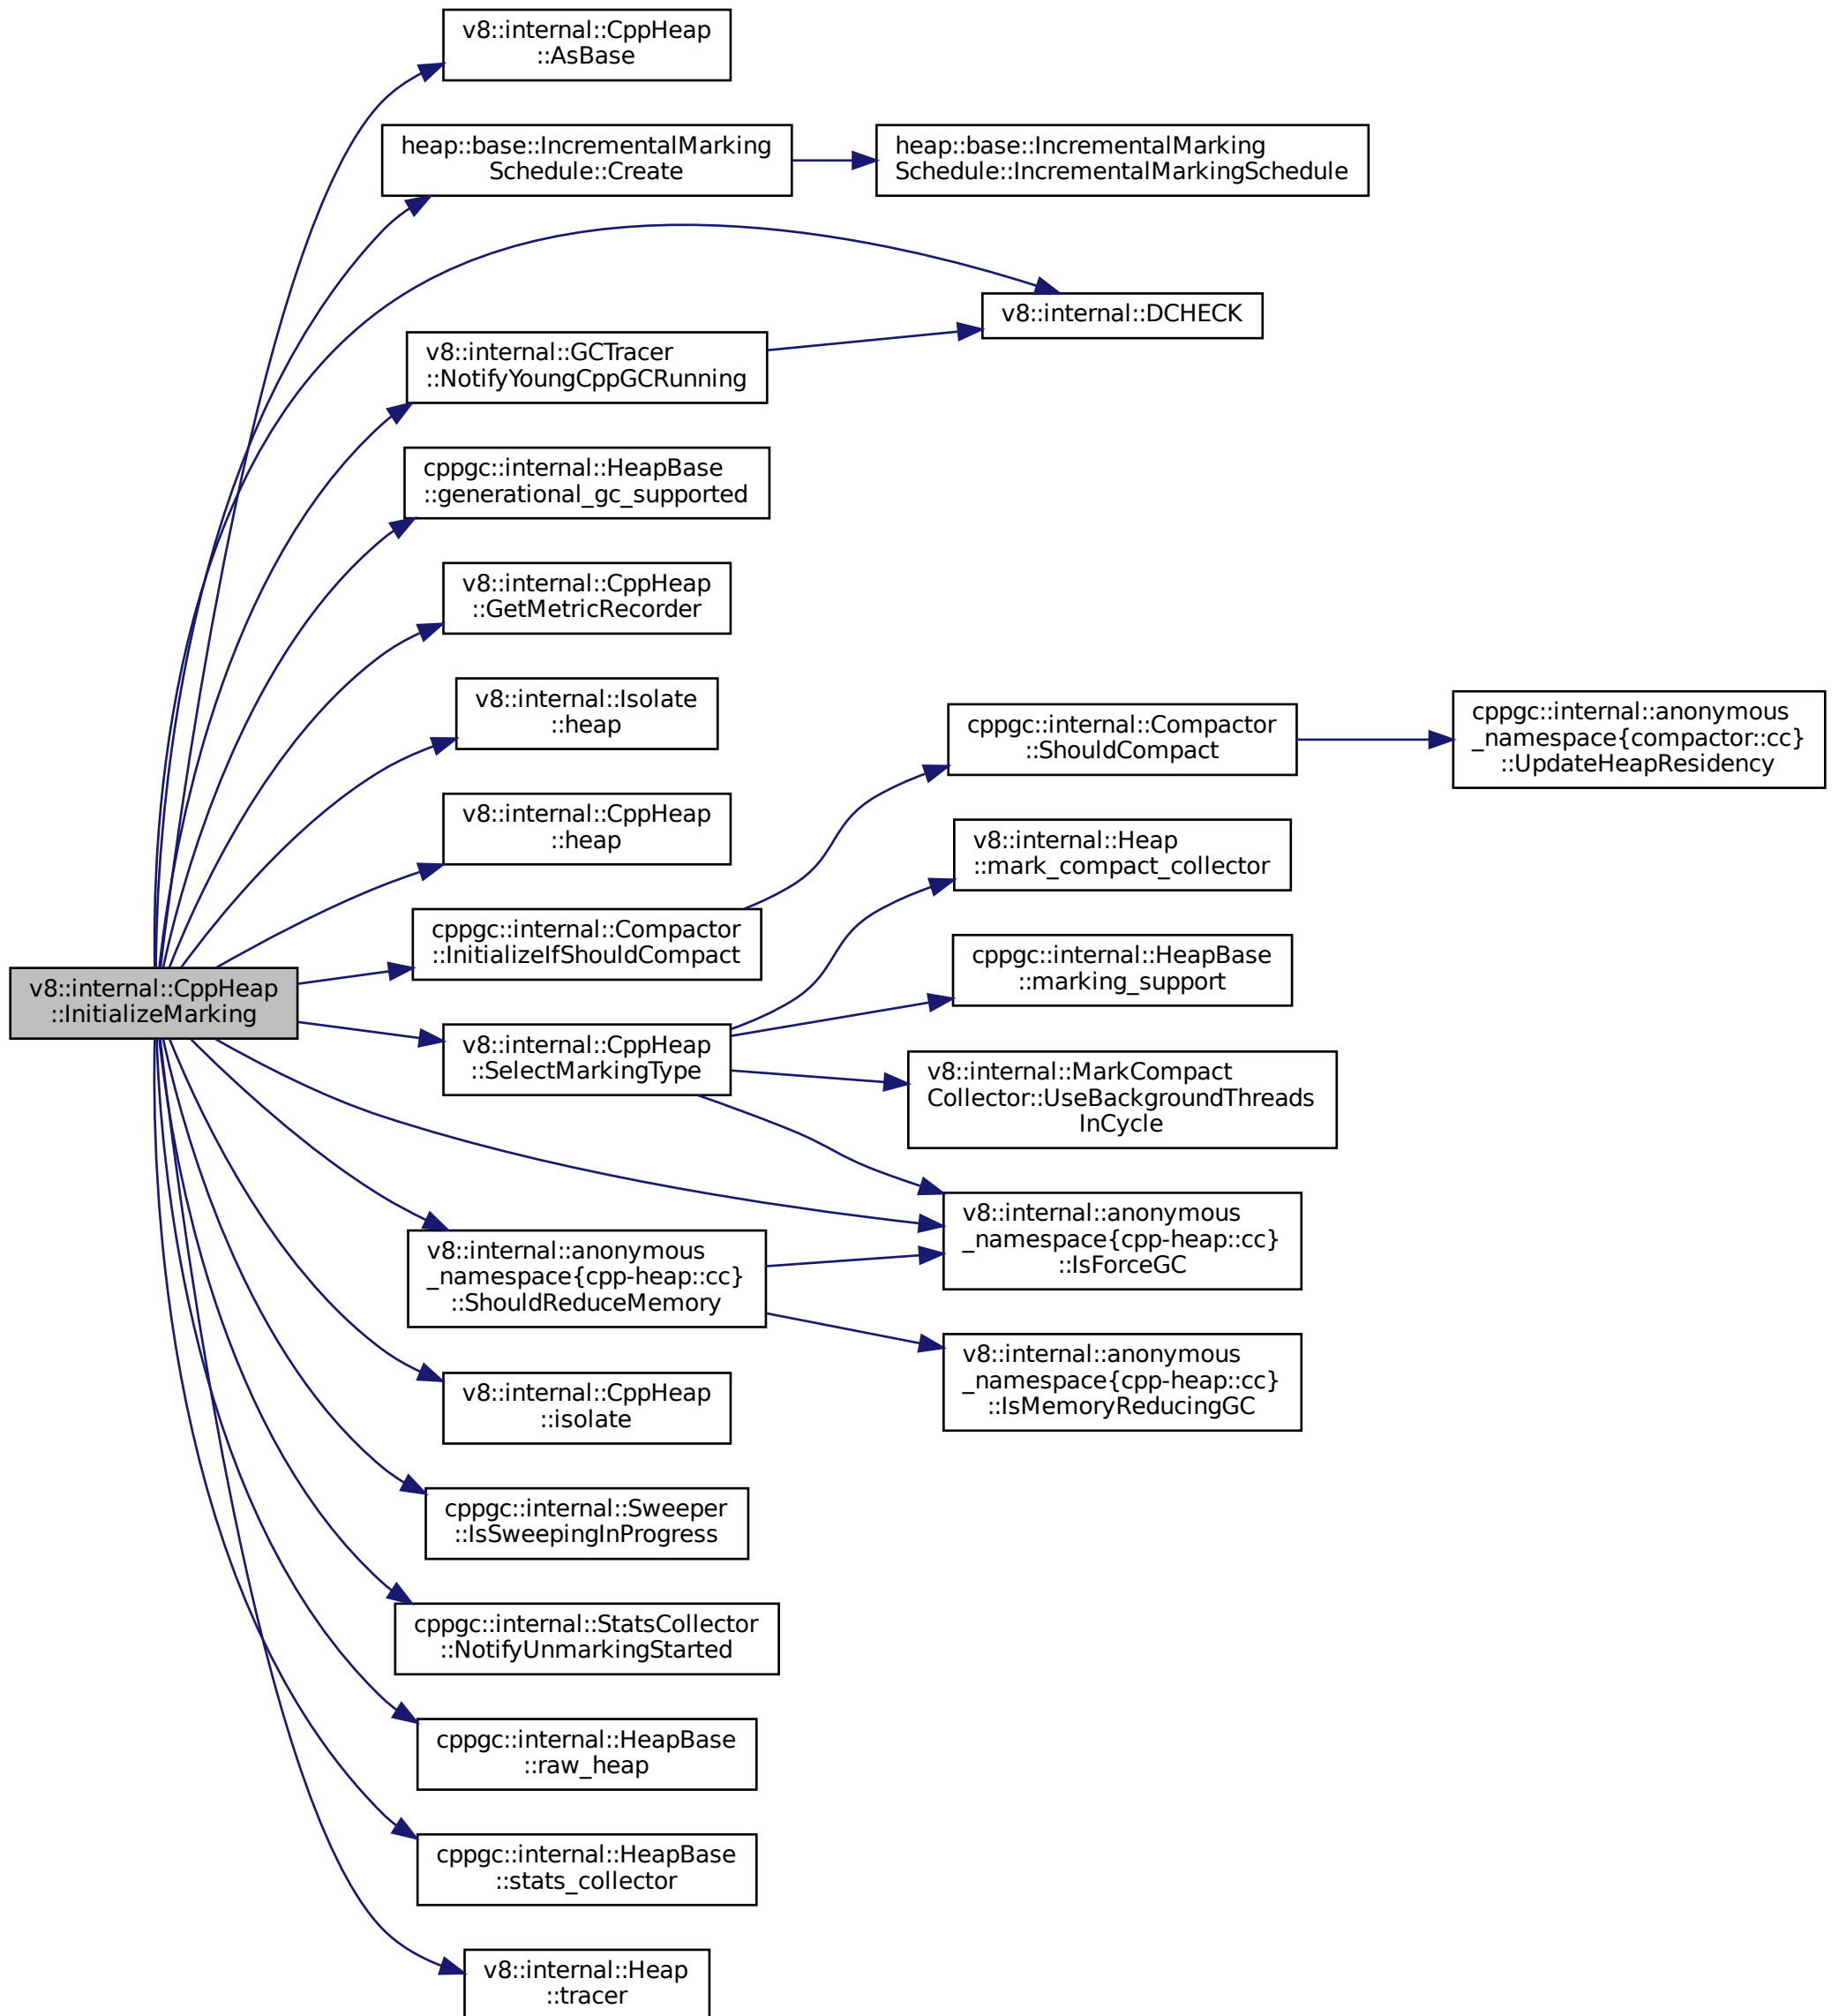 v8::internal::CppHeap
::AsBase
heap::base::IncrementalMarking
Schedule::Create
heap::base::IncrementalMarking
Schedule::IncrementalMarkingSchedule
v8::internal::DCHECK
v8::internal::GCTracer
::NotifyYoungCppGCRunning
cppgc::internal::HeapBase
::generational_gc_supported
v8::internal::CppHeap
::GetMetricRecorder
v8::internal::Isolate
::heap
cppgc::internal::Compactor
::ShouldCompact
cppgc::internal::anonymous
_namespace{compactor::cc}
::UpdateHeapResidency
v8::internal::CppHeap
::heap
v8::internal::Heap
::mark_compact_collector
cppgc::internal::Compactor
::InitializeIfShouldCompact
cppgc::internal::HeapBase
::marking_support
v8::internal::CppHeap
::InitializeMarking
v8::internal::CppHeap
::SelectMarkingType
v8::internal::MarkCompact
Collector::UseBackgroundThreads
InCycle
v8::internal::anonymous
_namespace{cpp-heap::cc}
::IsForceGC
v8::internal::anonymous
_namespace{cpp-heap::cc}
::ShouldReduceMemory
v8::internal::anonymous
_namespace{cpp-heap::cc}
::IsMemoryReducingGC
v8::internal::CppHeap
::isolate
cppgc::internal::Sweeper
::IsSweepingInProgress
cppgc::internal::StatsCollector
::NotifyUnmarkingStarted
cppgc::internal::HeapBase
::raw_heap
cppgc::internal::HeapBase
::stats_collector
v8::internal::Heap
::tracer